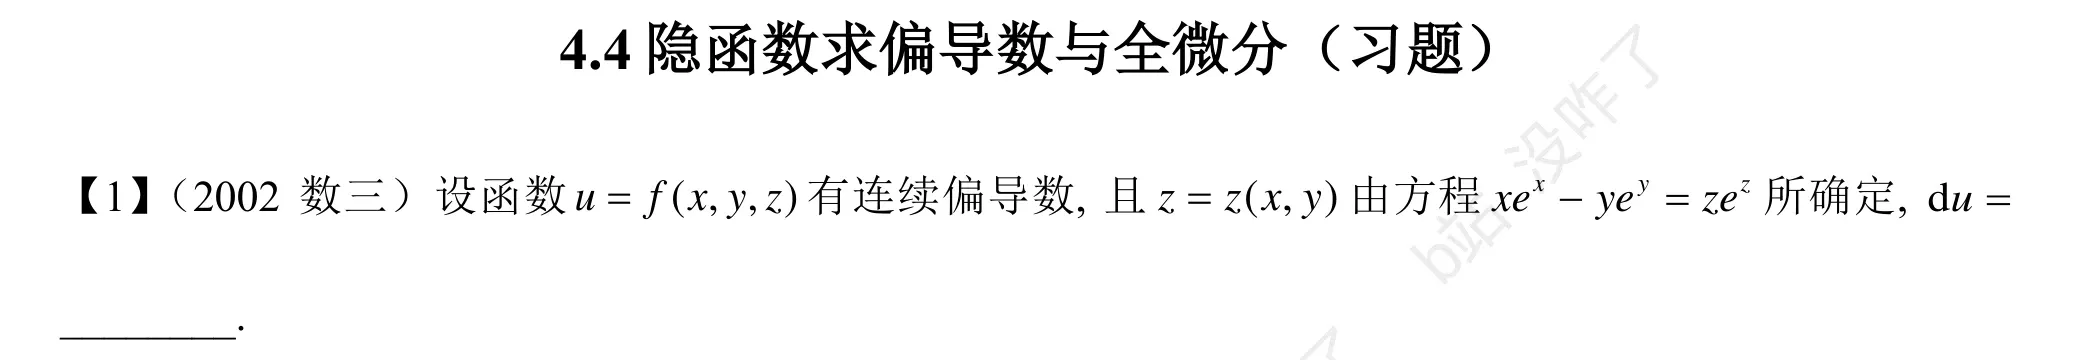 4.4 隐函数求偏导数与全微分（习题）
【1】（2002 数三）设函数 u = f(x, y, z) 有连续偏导数, 且 z = z(x, y) 由方程 xe^x − ye^y = ze^z 所确定, du =
________.
b站 没咋了
了